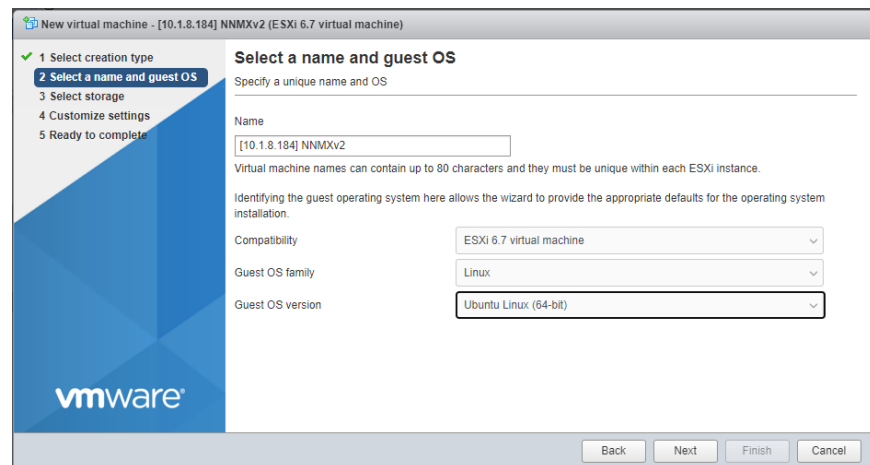 New virtual machine - [10.1.8.184] NNMXv2 (ESXi 6.7 virtual machine)
1 Select creation type
2 Select a name and guest OS
3 Select storage
4 Customize settings
5 Ready to complete
Select a name and guest OS
Specify a unique name and OS
Name
[10.1.8.184] NNMXv2
Virtual machine names can contain up to 80 characters and they must be unique within each ESXi instance.
Identifying the guest operating system here allows the wizard to provide the appropriate defaults for the operating system
installation.
Compatibility ESXi 6.7 virtual machine
Guest OS family Linux
Guest OS version Ubuntu Linux (64-bit)
vmware
Back Next Finish Cancel